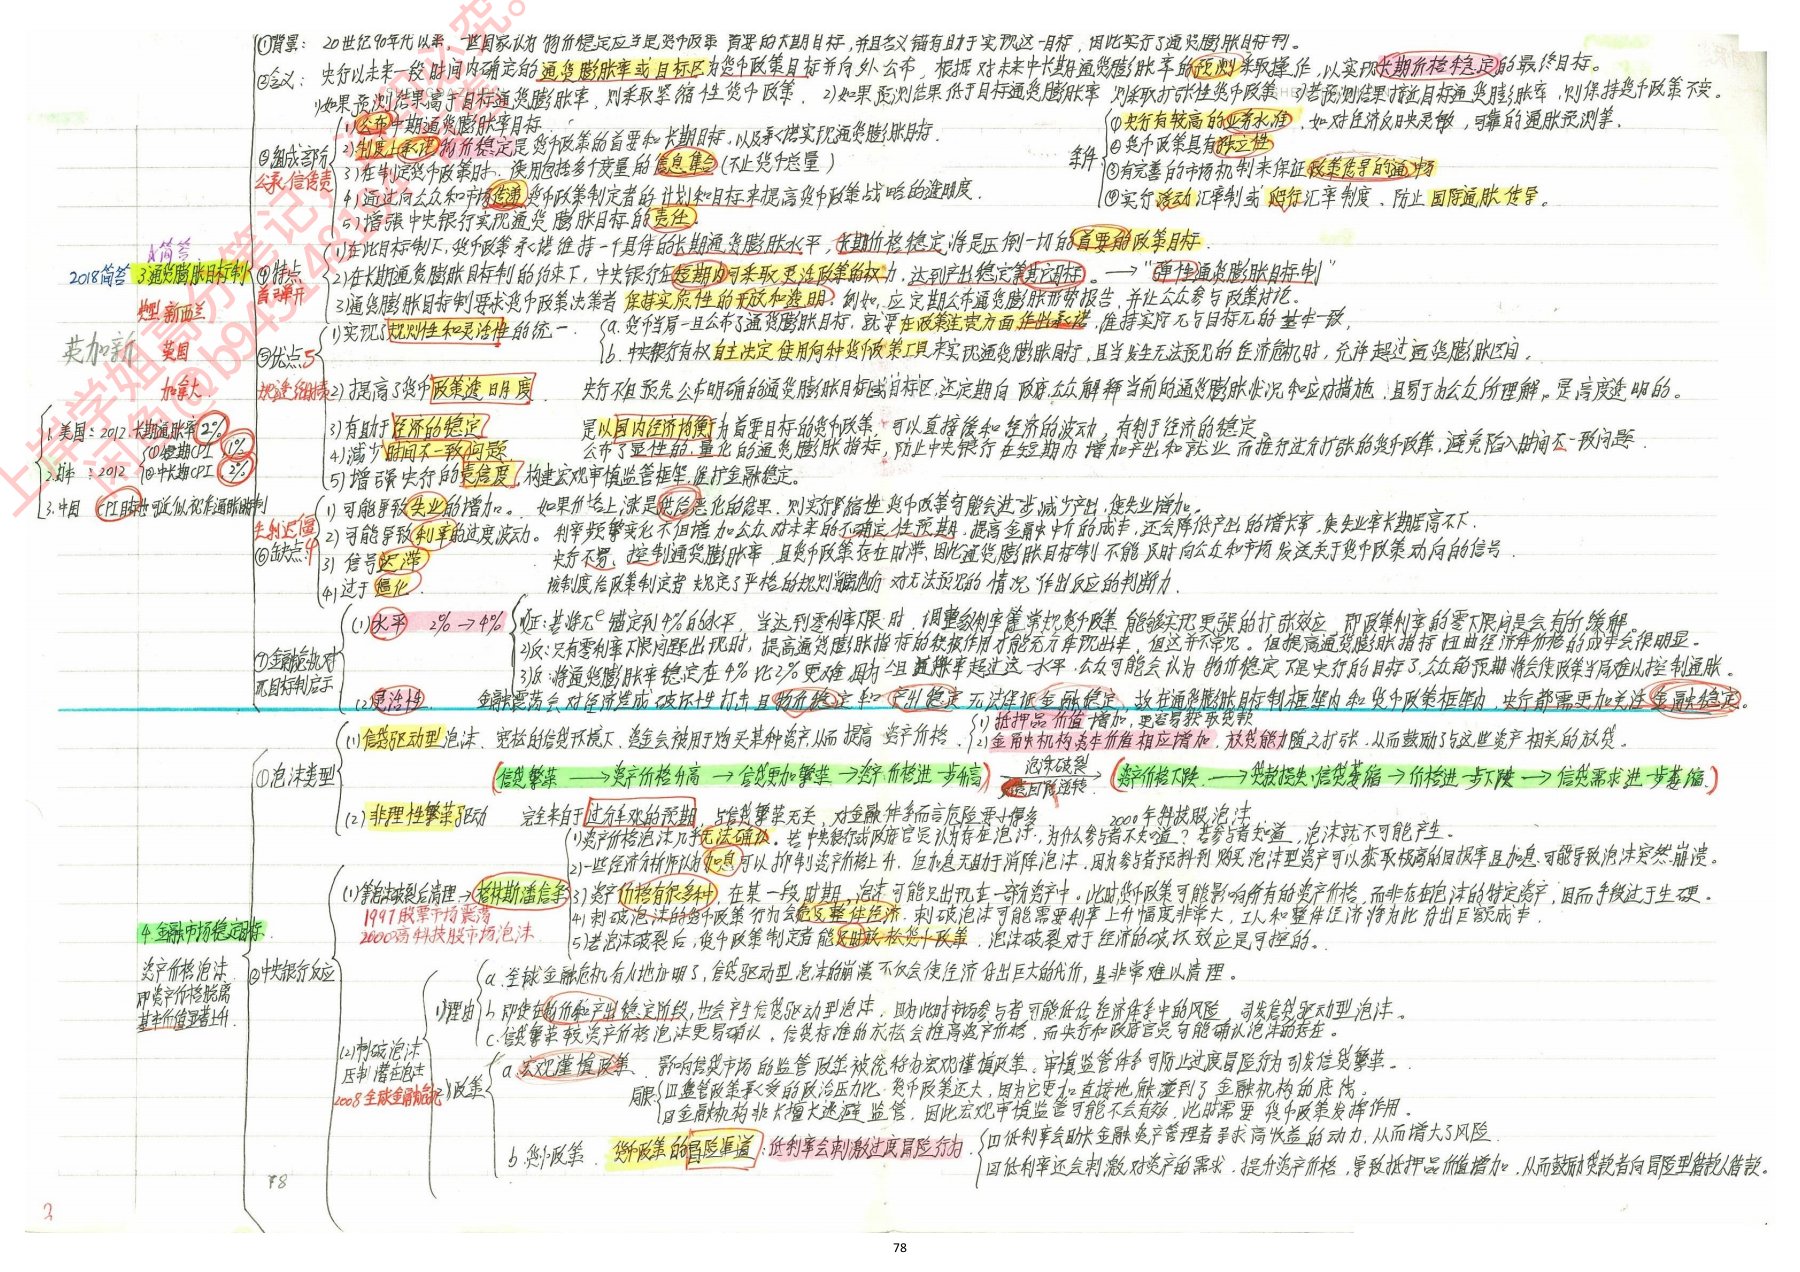 ①背景： 20世纪90年代以来，一些国家认为物价稳定应当是货币政策首要的长期目标，并且名义锚有助于实现这一目标，因此实行了通货膨胀目标制。
②含义： 央行以未来一段时间内确定的通货膨胀率或目标区为货币政策目标并向外公布，根据对未来中长期通货膨胀率的预测采取操作，以实现长期价格稳定的最终目标。
1)如果预测结果高于目标通货膨胀率，则采取紧缩性货币政策， 2)如果预测结果低于目标通货膨胀率 则采取扩张性货币政策 3)若预测结果接近目标通货膨胀率，则保持货币政策不变。
③组成部分
公承信传责
1)公布中期通货膨胀率目标
2)制度上承诺物价稳定是货币政策的首要和长期目标，以及承诺实现通货膨胀目标．
3)在制定货币政策时，使用包括多个变量的信息集合(不止货币总量)
4)通过向公众和市场传递货币政策制定者的计划和目标来提高货币政策战略的透明度．
5)增强中央银行实现通货膨胀目标的责任．
条件
①央行有较高的业务水准，如对经济反映灵敏，可靠的通胀预测等．
②货币政策具有独立性
③有完善的市场机制来保证政策传导的通畅
④实行浮动汇率制或爬行汇率制度，防止国际通胀传导。
A简答
2018简答 3.通货膨胀目标制
典型：新西兰
英加新 英国
加拿大
④特点
首弹开
1)在此目标制下，货币政策承诺维持一个具体的长期通货膨胀水平，长期价格稳定将是压倒一切的首要的政策目标．
2)在长期通货膨胀目标制的约束下，中央银行在短期内可采取灵活政策的权力，达到产出稳定等其它目标。→"弹性通货膨胀目标制"
3)通货膨胀目标制要求货币政策决策者保持实质性的开放和透明，例如，应定期公布通货膨胀形势报告，并让公众参与政策讨论。
⑤优点 5
1)实现了规则性和灵活性的统一．
a. 货币当局一旦公布了通货膨胀目标，就要在政策连贯方面作出承诺，维持实际π与目标π的基本一致，
b. 中央银行有权自主决定使用何种货币政策工具来实现通货膨胀目标，且当发生无法预见的经济危机时，允许超过通货膨胀区间．
2)提高了货币政策透明度 央行不但预先公布明确的通货膨胀目标或目标区，还定期向政府、公众解释当前的通货膨胀状况和应对措施，且易于为公众所理解。是高度透明的。
3)有助于经济的稳定 是以国内经济均衡为首要目标的货币政策，可以直接缓和经济的波动，有利于经济的稳定。
4)减少时间不一致问题 公布了显性的，量化的通货膨胀指标，防止中央银行在短期内增加产出和就业而推行过分扩张的货币政策，避免陷入时间不一致问题．
5)增强央行的责信度，构建宏观审慎监管框架，维护金融稳定。
1.美国：2012．长期通胀率2%
2.日本：2012 ①短期CPI 1%
②中长期CPI 2%
3.中国 CPI目标也可近似视作通胀目标制
失利迟僵
⑥缺点 4
1)可能导致失业的增加。 如果价格上涨是供给恶化的结果，则实行紧缩性货币政策可能会进一步减少产出，使失业增加。
2)可能导致利率的过度波动。 利率频繁变化不但增加公众对未来的不确定性预期，提高金融中介的成本，还会降低产出的增长率，使失业率长期居高不下．
3)信号迟滞 央行不易控制通货膨胀率，且货币政策存在时滞，因此通货膨胀目标制不能及时向公众和市场发送关于货币政策动向的信号．
4)过于僵化． 该制度给政策制定者规定了严格的规则，对无法预见的情况作出反应的判断力．
⑦金融危机对
π目标制启示
(1)水平 2%→4%
1)正：若将πe锚定到4%的水平，当达到零利率下限时，调整利率等常规货币政策能够实现更强的扩张效应，即政策利率的零下限问题会有所缓解
2)反：只有零利率下限问题出现时，提高通货膨胀指标的积极作用才能充分体现出来，但这并不常见。但提高通货膨胀指标扭曲经济体价格的成本会很明显。
3)反：将通货膨胀率稳定在4%比2%更难，因为一旦通胀率超过这一水平，公众可能会认为物价稳定不是央行的目标了，公众的预期将会使政策当局难以控制通胀。
(2)灵活性 金融震荡会对经济造成破坏性打击且物价稳定和产出稳定无法保证金融稳定，故在通货膨胀目标制框架内和货币政策框架内，央行都需更加关注金融稳定。
①泡沫类型
(1)信贷驱动型泡沫．宽松的信贷环境下，资金会被用于购买某种资产从而提高资产价格．
1)抵押品价值增加，更容易获取贷款
2)金融机构资本价值相应增加，放贷能力随之扩张，从而鼓励了与这些资产相关的放贷。
(信贷繁荣→资产价格升高→信贷更加繁荣→资产价格进一步升高) 泡沫破裂 (资产价格下跌→贷款损失，信贷萎缩→价格进一步下跌→信贷需求进一步萎缩)
(2)非理性繁荣驱动 完全来自于过分乐观的预期，与信贷繁荣无关，对金融体系而言危险要小得多 2000年科技股泡沫
4.金融市场稳定目标
资产价格泡沫
即资产价格脱离
基本价值显著上升．
②中央银行反应
(1)等泡沫破裂后清理→格林斯潘信条
1997股票市场震荡
2000高科技股市场泡沫．
1)资产价格泡沫几乎无法确认。若中央银行或政府官员认为存在泡沫，为什么参与者不知道？若参与者知道，泡沫就不可能产生．
2)一些经济分析师认为加息可以抑制资产价格上升，但加息无助于消除泡沫，因为参与者预料到购买泡沫型资产可以获取极高的回报率且加息可能导致泡沫突然崩溃。
3)资产价格有很多种，在某一段时期，泡沫可能只出现在一部分资产中。此时货币政策可能影响所有的资产价格，而非存在泡沫的特定资产，因而手段过于生硬。
4)刺破泡沫的货币政策行为会危及整体经济．刺破泡沫可能需要利率上升幅度非常大，工人和整体经济将为此付出巨额成本．
5)若泡沫破裂后，货币政策制定者能及时放松货币政策，泡沫破裂对于经济的破坏效应是可控的。
(2)刺破泡沫
压制潜在泡沫
2008全球金融危机
1)理由
a. 全球金融危机有力地证明了，信贷驱动型泡沫的崩溃不仅会使经济付出巨大的代价，且非常难以清理。
b. 即使在物价和产出稳定阶段，也会产生信贷驱动型泡沫，因为此时市场参与者可能低估经济体系中的风险，引发信贷驱动型泡沫。
c. 信贷繁荣较资产价格泡沫更易确认，信贷标准的放松会推高资产价格，而央行和政府官员可能确认泡沫的存在。
2)政策
a. 宏观谨慎政策．影响信贷市场的监管政策被统称为宏观谨慎政策。审慎监管体系可防止过度冒险行为引发信贷繁荣。
局限
①监管政策承受的政治压力比货币政策还大，因为它更加直接地触碰到了金融机构的底线。
②金融机构非常擅长逃避监管，因此宏观审慎监管可能不会有效，此时需要货币政策发挥作用。
b. 货币政策．货币政策的冒险渠道：低利率会刺激过度冒险行为．
①低利率会助长金融资产管理者寻求高收益的动力，从而增大了风险．
②低利率还会刺激对资产的需求，提升资产价格，导致抵押品价值增加，从而鼓励贷款者向冒险型借款人借款。
78
3
78